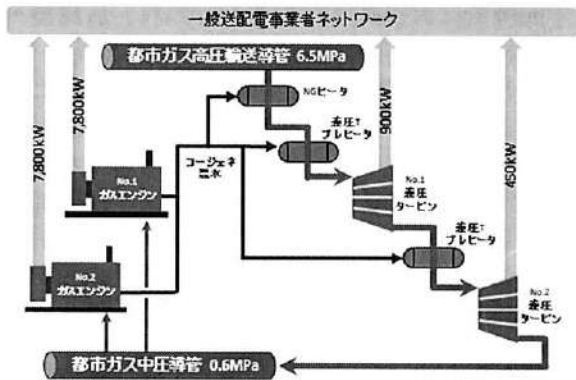 一般送配電事業者ネットワーク
都市ガス高圧輸送導管 6.5MPa
NGヒータ
7,800kW
7,800kW
900kW
450kW
差圧T
プレヒータ
コージェネ
温水
No.1
ガスエンジン
No.1
差圧
タービン
差圧T
プレヒータ
No.2
ガスエンジン
No.2
差圧
タービン
都市ガス中圧導管 0.6MPa